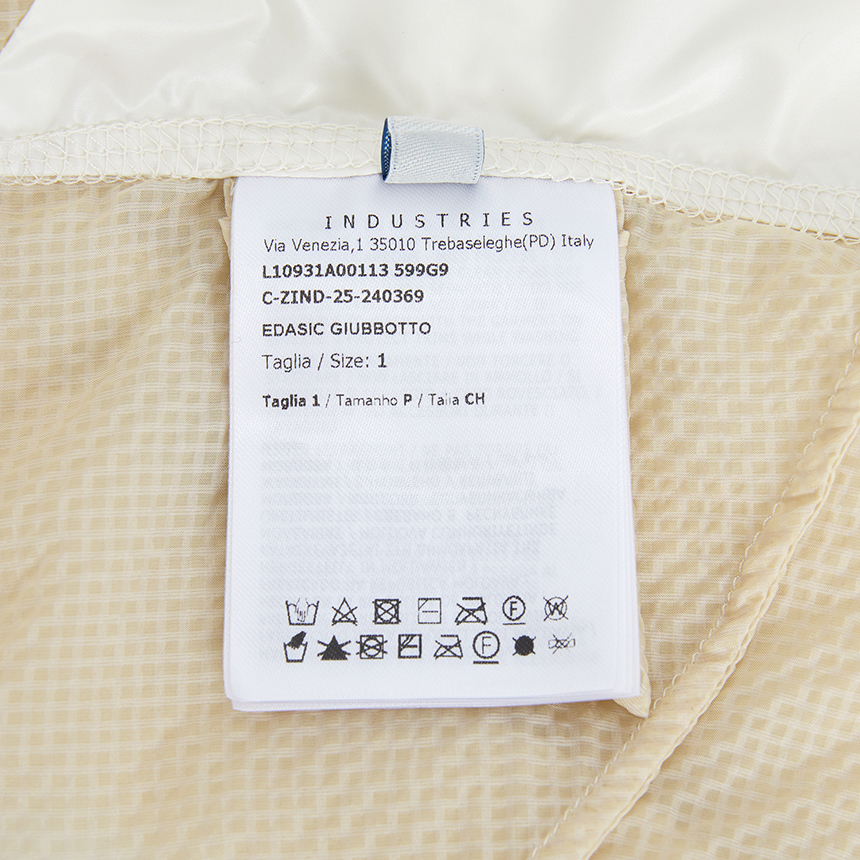 INDUSTRIES
Via Venezia,1 35010 Trebaseleghe(PD) Italy
L10931A00113 599G9
C-ZIND-25-240369
EDASIC GIUBBOTTO
Taglia / Size: 1
Taglia 1 / Tamanho P / Talla CH
F W
F